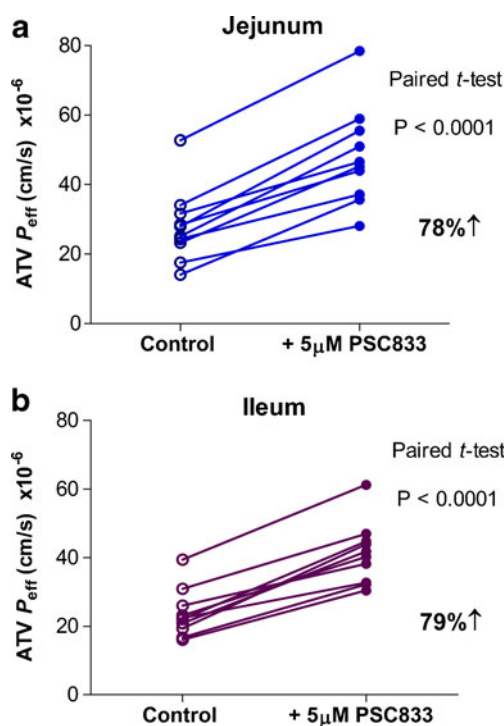 a
Jejunum
ATV Peff (cm/s) x10-6
80
60
40
20
0
Paired t-test
P < 0.0001
78%↑
Control
+ 5μM PSC833
b
Ileum
ATV Peff (cm/s) x10-6
80
60
40
20
0
Paired t-test
P < 0.0001
79%↑
Control
+ 5μM PSC833